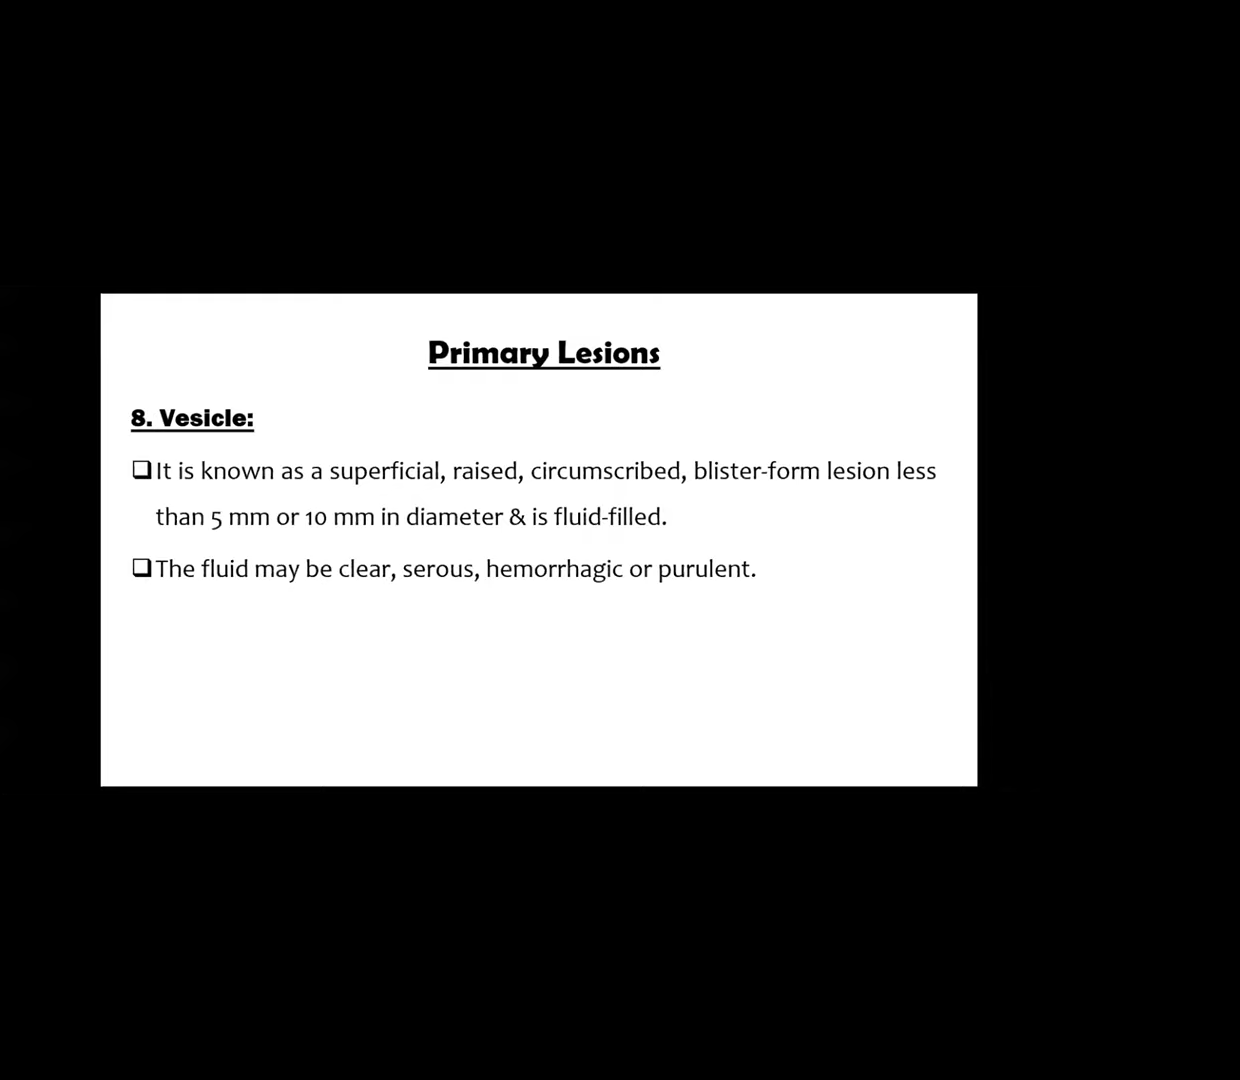 Primary Lesions
8. Vesicle:
❑It is known as a superficial, raised, circumscribed, blister-form lesion less
than 5 mm or 10 mm in diameter & is fluid-filled.
❑The fluid may be clear, serous, hemorrhagic or purulent.